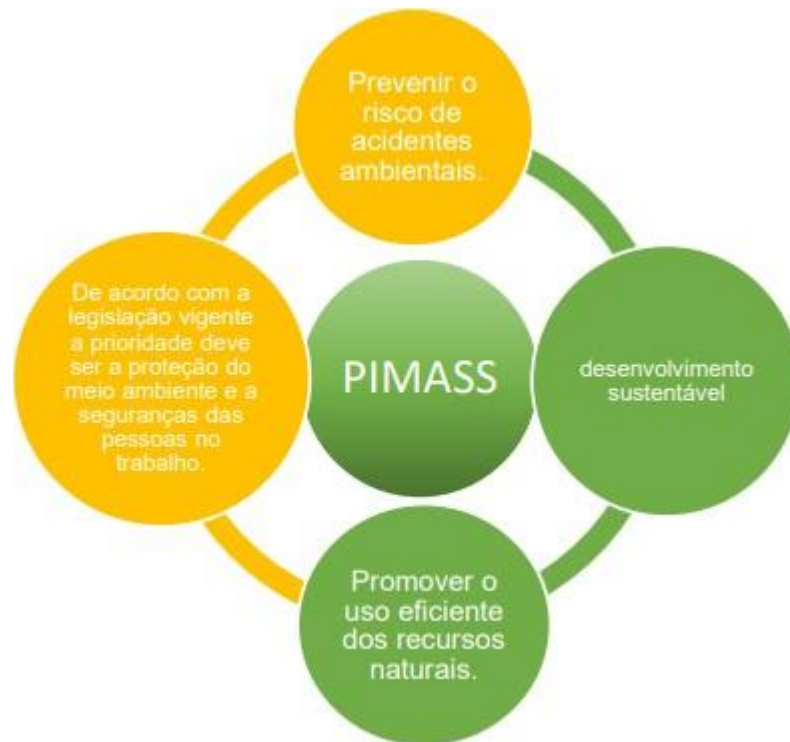 Prevenir o
risco de
acidentes
ambientais.
De acordo com a
legislação vigente
a prioridade deve
ser a proteção do
meio ambiente e a
seguranças das
pessoas no
trabalho.
PIMASS
desenvolvimento
sustentável
Promover o
uso eficiente
dos recursos
naturais.